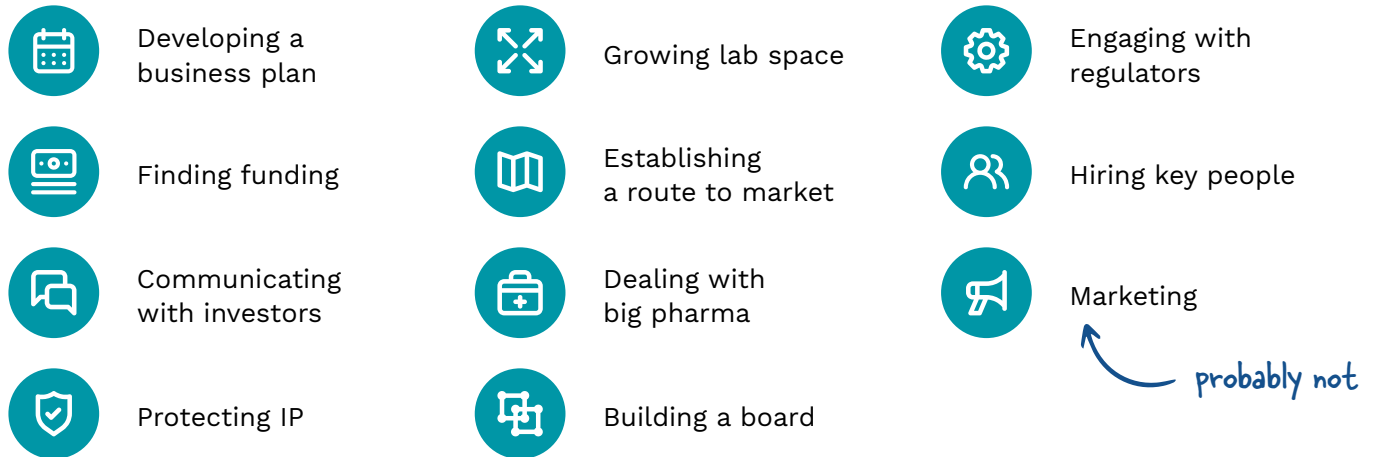 Developing a
business plan
Finding funding
Communicating
with investors
Protecting IP
Growing lab space
Establishing
a route to market
Dealing with
big pharma
Building a board
Engaging with
regulators
Hiring key people
Marketing
probably not